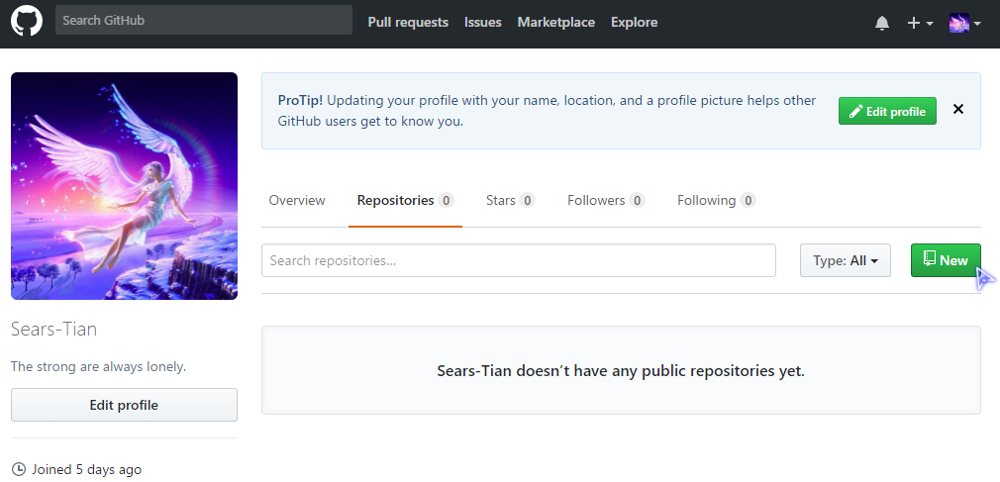 Search GitHub Pull requests Issues Marketplace Explore
ProTip! Updating your profile with your name, location, and a profile picture helps other
GitHub users get to know you.
Edit profile
Overview Repositories 0 Stars 0 Followers 0 Following 0
Search repositories... Type: All New
Sears-Tian doesn’t have any public repositories yet.
Sears-Tian
The strong are always lonely.
Edit profile
Joined 5 days ago